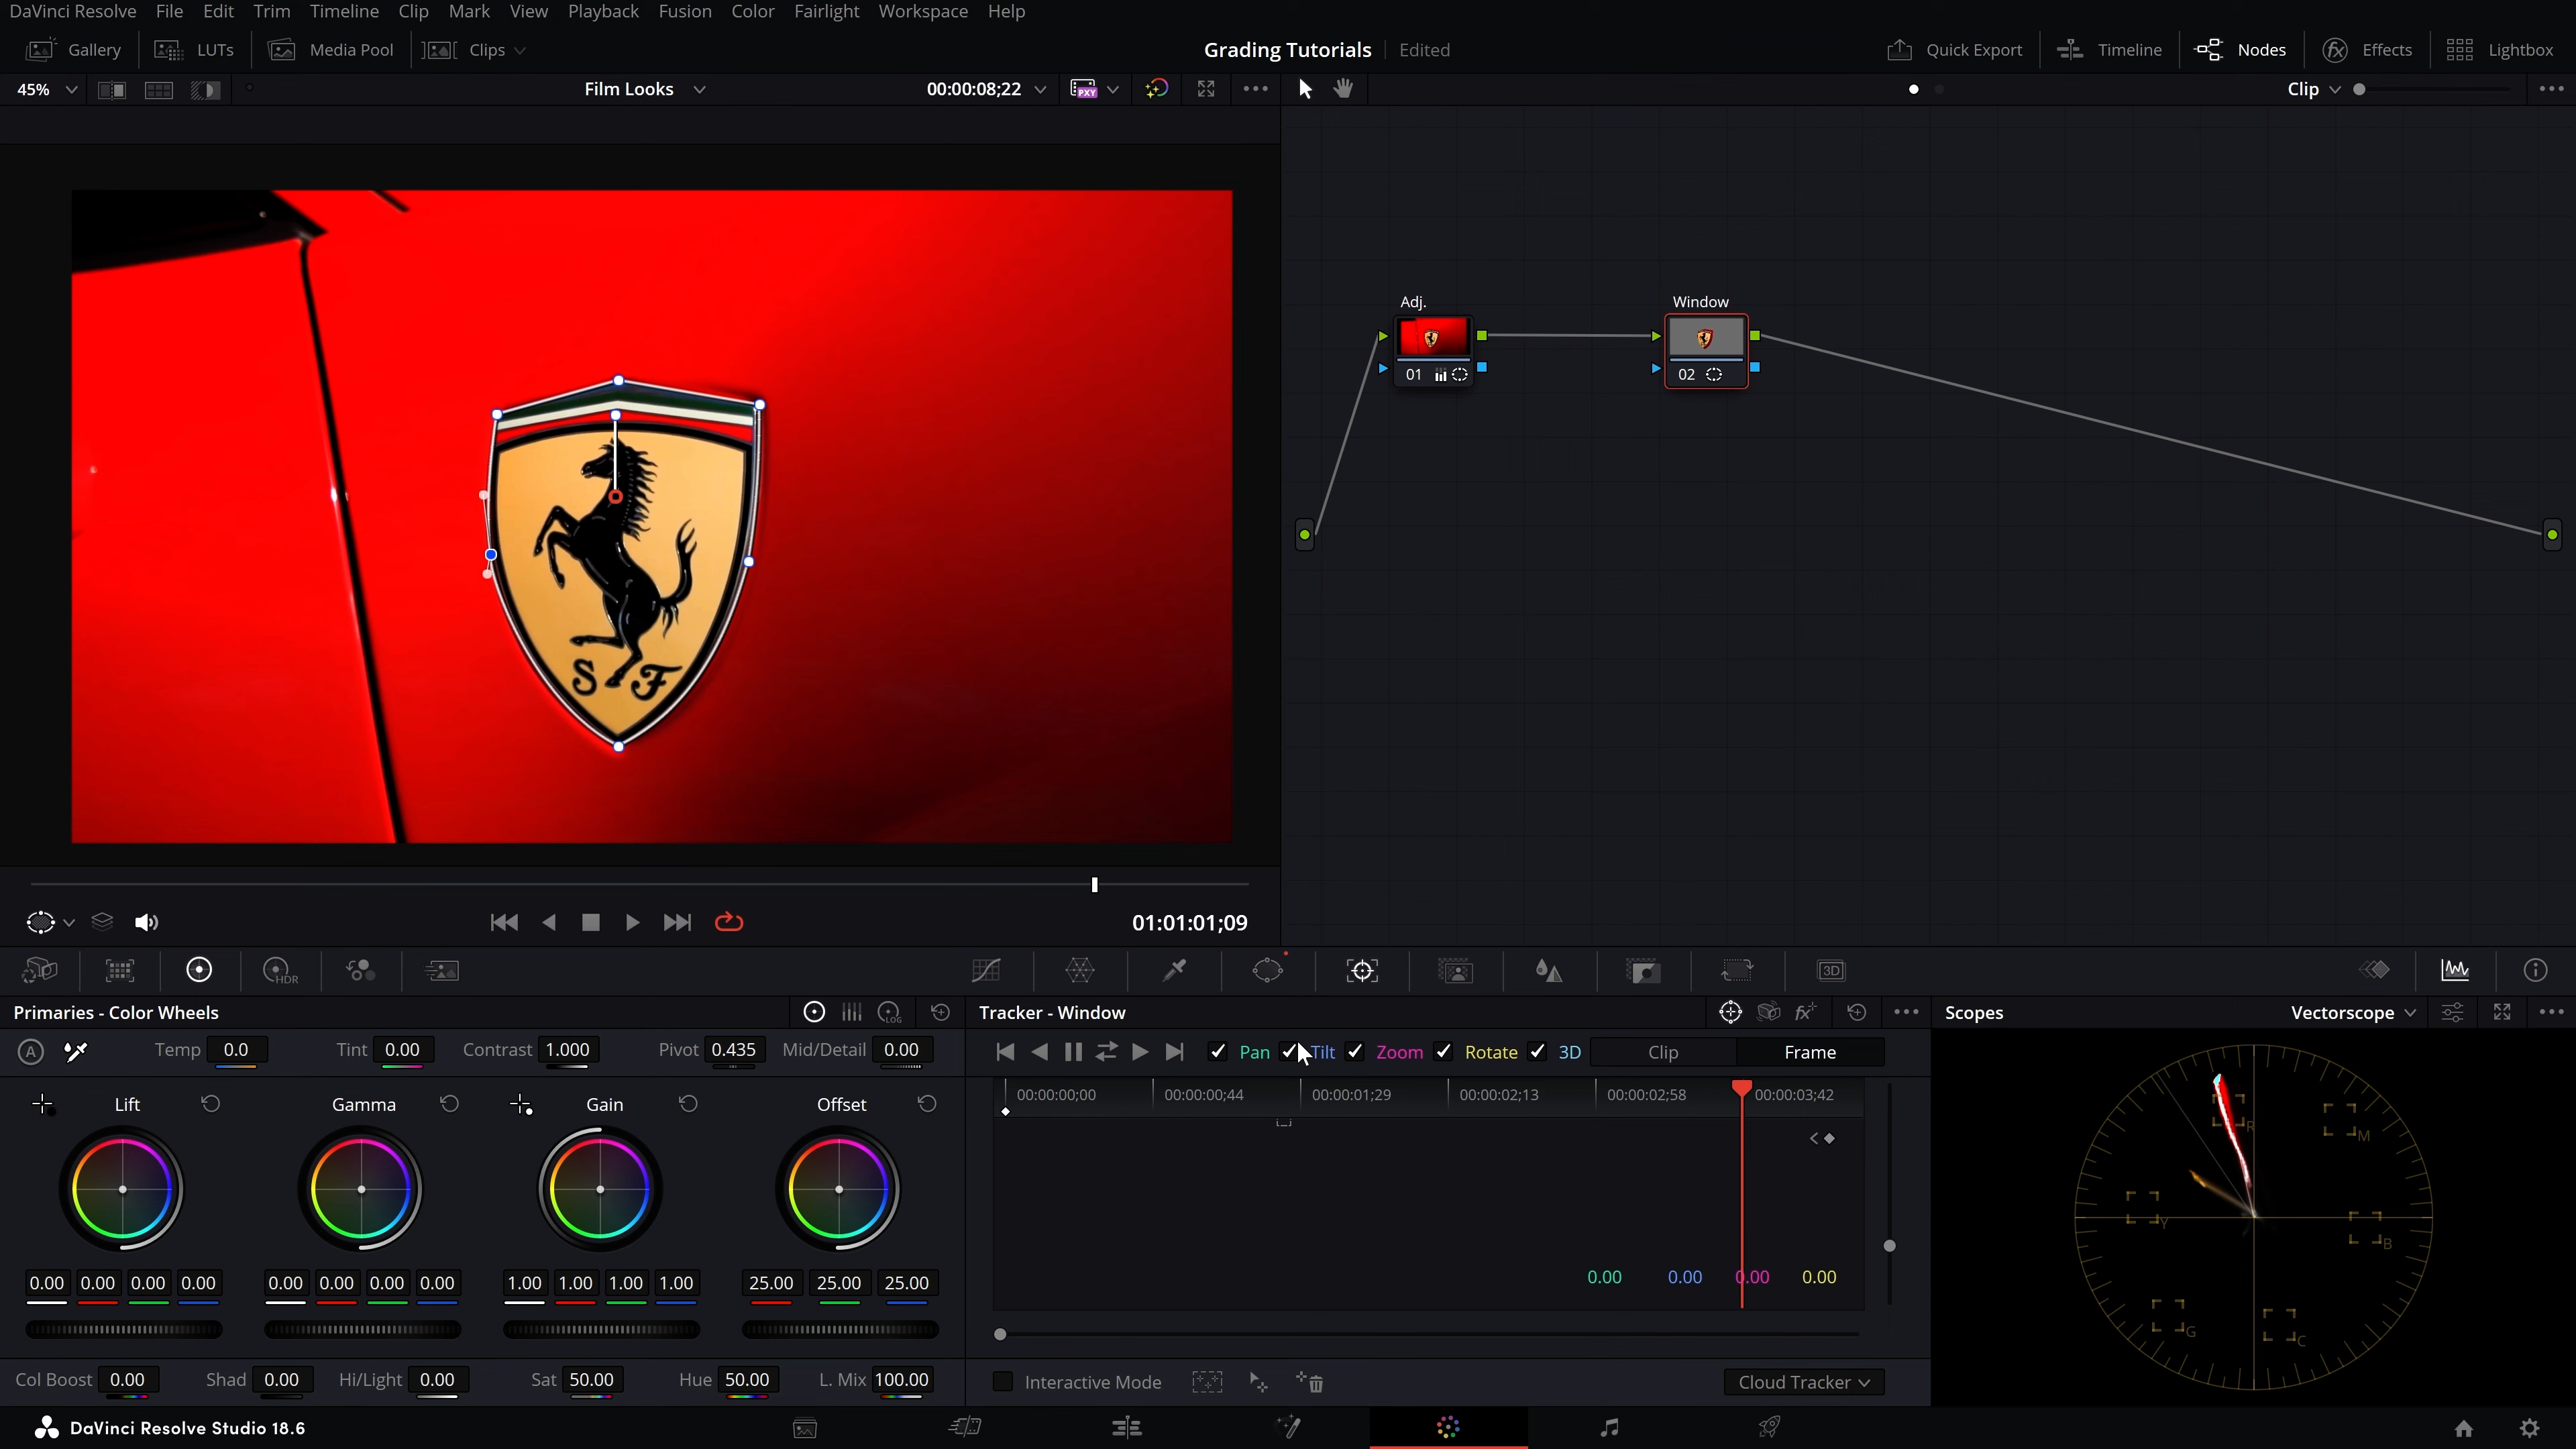 DaVinci Resolve File Edit Trim Timeline Clip Mark View Playback Fusion Color Fairlight Workspace Help
Gallery LUTs Media Pool Clips Grading Tutorials Edited Quick Export Timeline Nodes Effects Lightbox
45% Film Looks 00:00:08;22 PXY Clip
Adj. Window
01 02
S F
01:01:01;09
HDR 3D
Primaries - Color Wheels LOG Tracker - Window fx Scopes Vectorscope
A Temp 0.0 Tint 0.00 Contrast 1.000 Pivot 0.435 Mid/Detail 0.00 Pan Tilt Zoom Rotate 3D Clip Frame
Lift Gamma Gain Offset 00:00:00;00 00:00:00;44 00:00:01;29 00:00:02;13 00:00:02;58 00:00:03;42
R M
Y B
G C
0.00 0.00 0.00 0.00 0.00 0.00 0.00 0.00 1.00 1.00 1.00 1.00 25.00 25.00 25.00 0.00 0.00 0.00 0.00
Col Boost 0.00 Shad 0.00 Hi/Light 0.00 Sat 50.00 Hue 50.00 L. Mix 100.00 Interactive Mode Cloud Tracker
DaVinci Resolve Studio 18.6